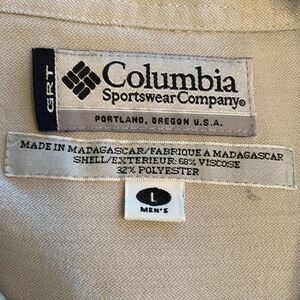 GRT
Columbia
Sportswear Company®
PORTLAND, OREGON U.S.A.
MADE IN MADAGASCAR/FABRIQUE A MADAGASCAR
SHELL/EXTERIEUR: 68% VISCOSE
32% POLYESTER
L
MEN'S